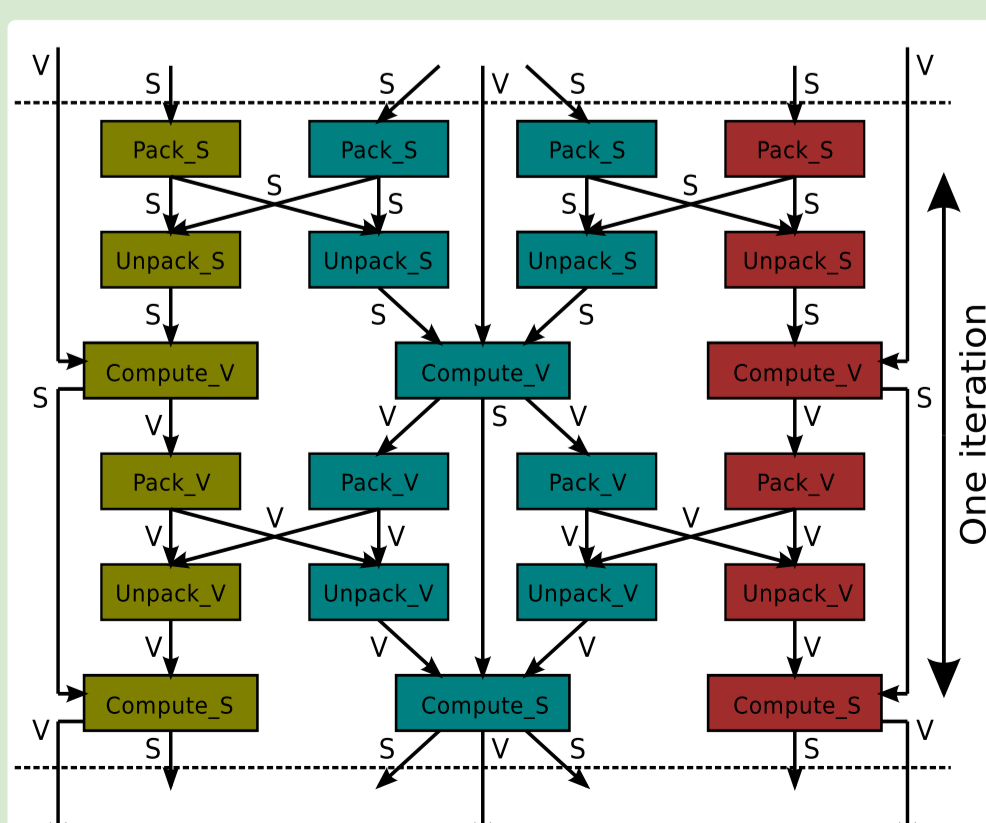 V S S V S S V
Pack_S Pack_S Pack_S Pack_S
S S
S S S S
Unpack_S Unpack_S Unpack_S Unpack_S
S S S S
Compute_V Compute_V Compute_V
S S
V V S V V
Pack_V Pack_V Pack_V Pack_V
V V
V V V V
Unpack_V Unpack_V Unpack_V Unpack_V
V V V V
Compute_S Compute_S Compute_S
V V
S S V S S
One iteration